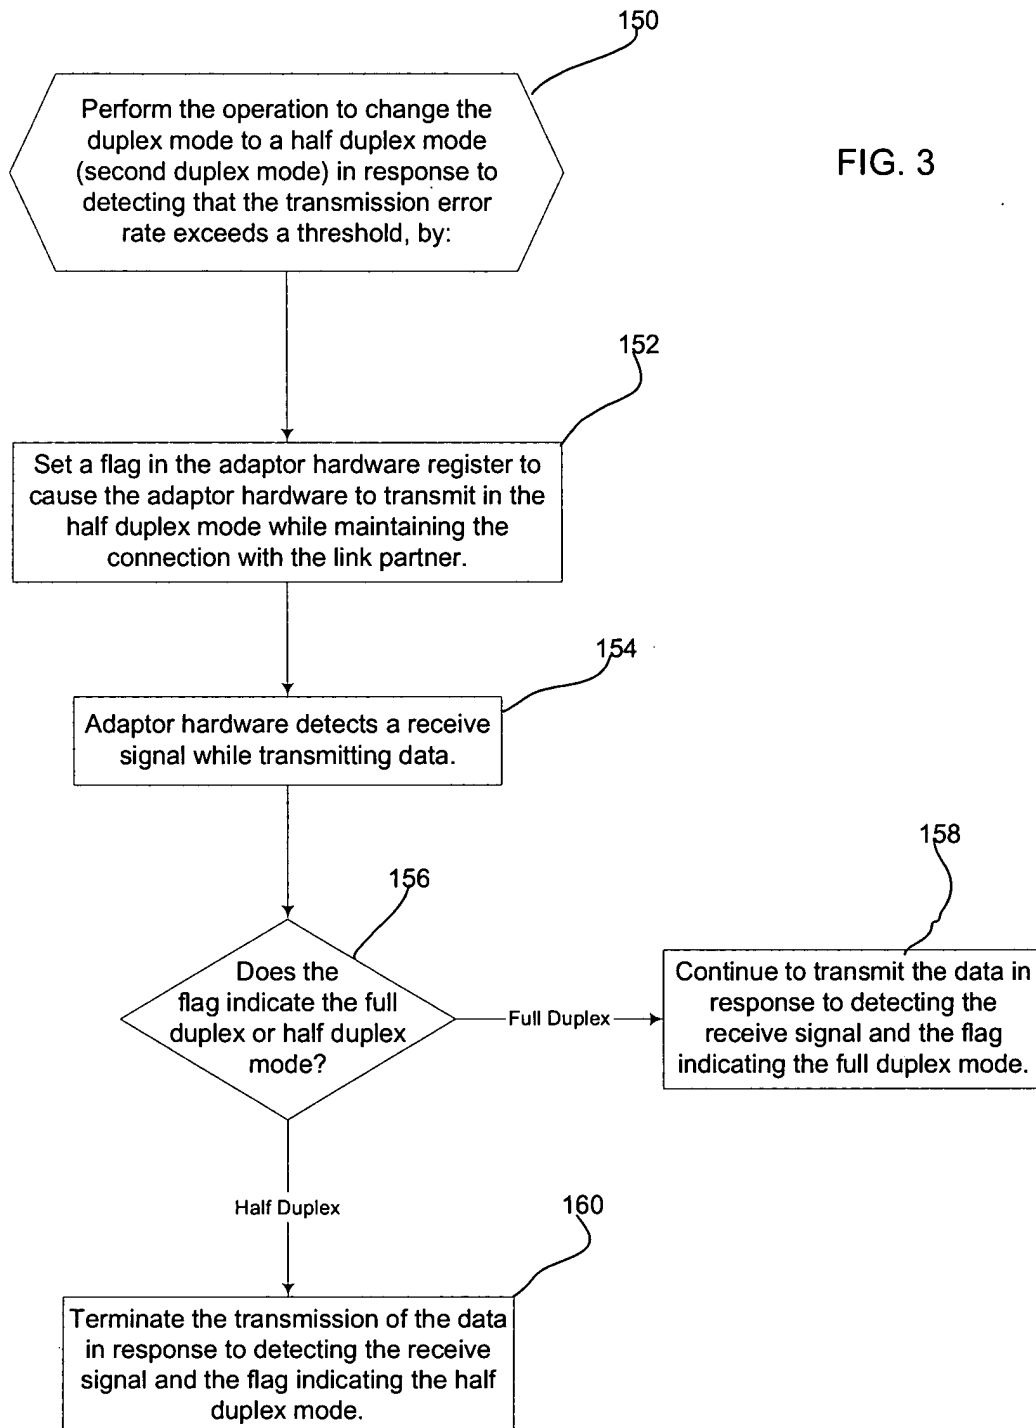 150
Perform the operation to change the
duplex mode to a half duplex mode
(second duplex mode) in response to
detecting that the transmission error
rate exceeds a threshold, by:
FIG. 3
152
Set a flag in the adaptor hardware register to
cause the adaptor hardware to transmit in the
half duplex mode while maintaining the
connection with the link partner.
154
Adaptor hardware detects a receive
signal while transmitting data.
156
Does the
flag indicate the full
duplex or half duplex
mode?
Full Duplex
158
Continue to transmit the data in
response to detecting the
receive signal and the flag
indicating the full duplex mode.
Half Duplex
160
Terminate the transmission of the data
in response to detecting the receive
signal and the flag indicating the half
duplex mode.